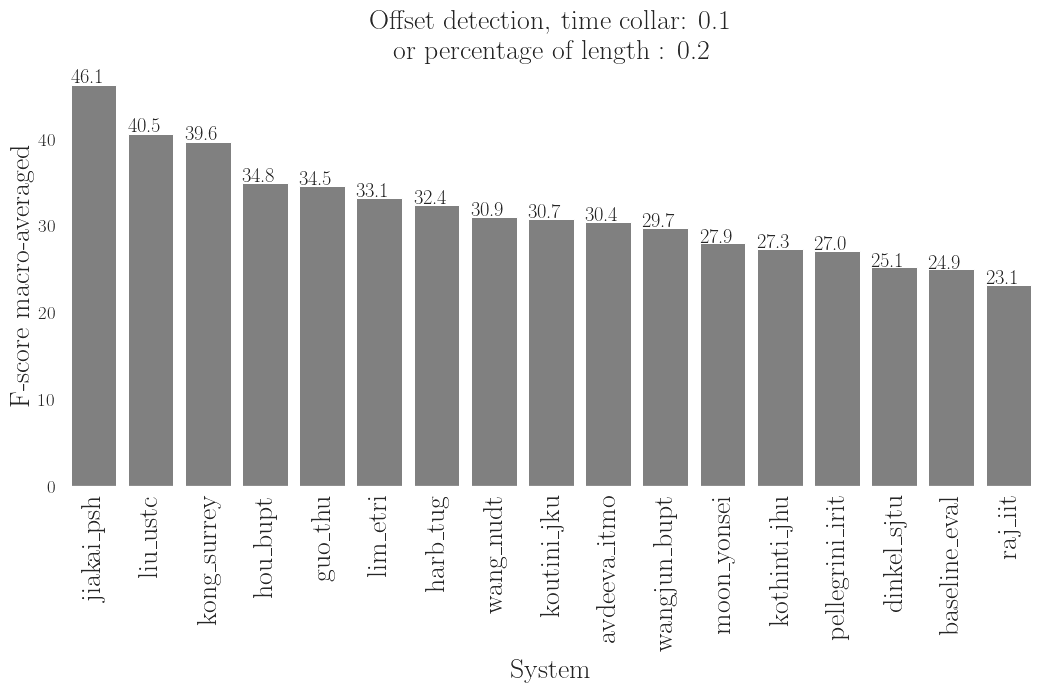 Offset detection, time collar: 0.1
or percentage of length : 0.2
F-score macro-averaged
40
30
20
10
0
46.1
40.5
39.6
34.8
34.5
33.1
32.4
30.9
30.7
30.4
29.7
27.9
27.3
27.0
25.1
24.9
23.1
jiakai_psh
liu_ustc
kong_surrey
hou_bupt
guo_thu
lim_etri
harb_tug
wang_nudt
koutini_jku
avdeeva_itmo
wangjun_bupt
moon_yonsei
kothinti_jhu
pellegrini_irit
dinkel_sjtu
baseline_eval
raj_iit
System